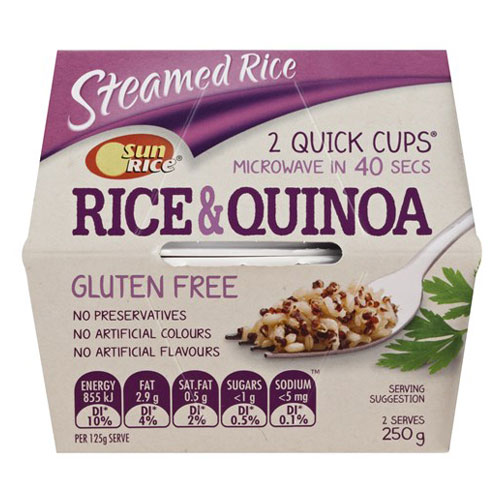 Steamed Rice
Sun
Rice®
2 QUICK CUPS®
MICROWAVE IN 40 SECS
RICE & QUINOA
GLUTEN FREE
NO PRESERVATIVES
NO ARTIFICIAL COLOURS
NO ARTIFICIAL FLAVOURS
ENERGY
855 kJ
DI*
10%
FAT
2.9 g
DI*
4%
SAT.FAT
0.5 g
DI*
2%
SUGARS
<1 g
DI*
0.5%
SODIUM
<5 mg
DI*
0.1%
™
PER 125g SERVE
SERVING
SUGGESTION
2 SERVES
250g